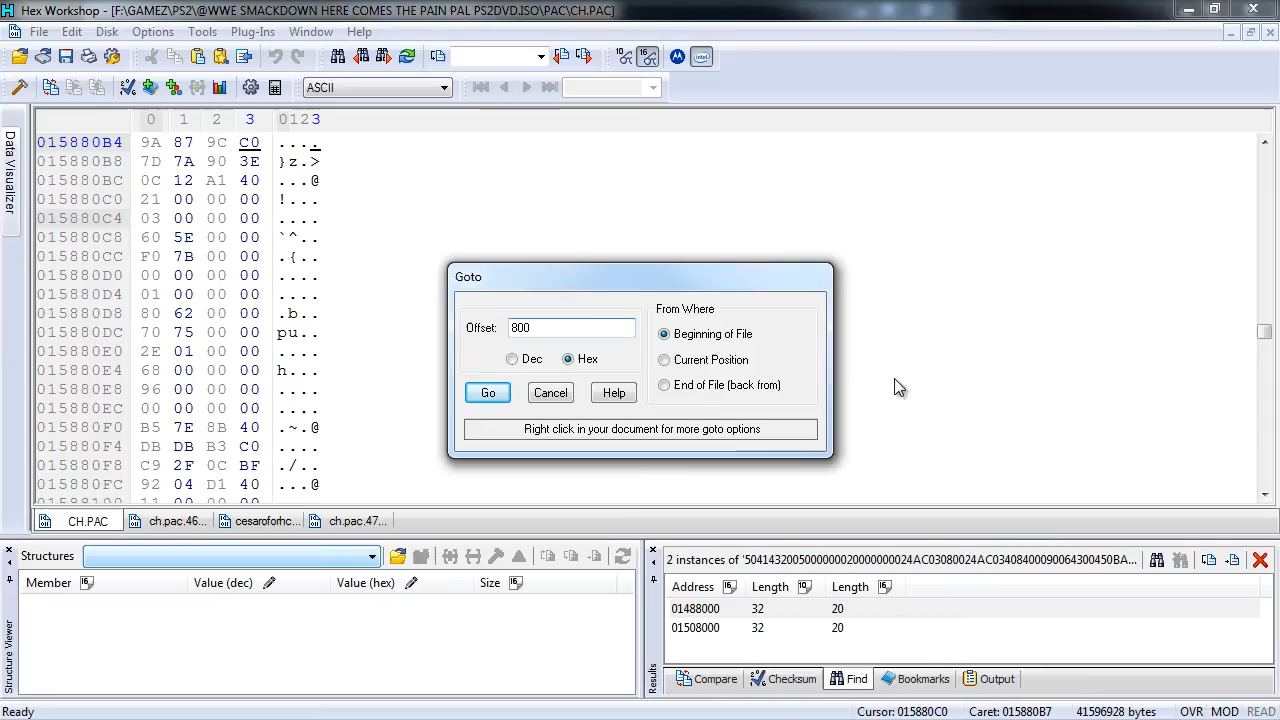 Hex Workshop - [F:\GAMEZ\PS2\@WWE SMACKDOWN HERE COMES THE PAIN PAL PS2DVD.ISO\PAC\CH.PAC]
File Edit Disk Options Tools Plug-Ins Window Help
ASCII
0 1 2 3 0123
015880B4 9A 87 9C C0 ....
015880B8 7D 7A 90 3E }z.>
015880BC 0C 12 A1 40 ...@
015880C0 21 00 00 00 !...
015880C4 03 00 00 00 ....
015880C8 60 5E 00 00 `^..
015880CC F0 7B 00 00 .{..
015880D0 00 00 00 00 ....
015880D4 01 00 00 00 ....
015880D8 80 62 00 00 .b..
015880DC 70 75 00 00 pu..
015880E0 2E 01 00 00 ....
015880E4 68 00 00 00 h...
015880E8 96 00 00 00 ....
015880EC 00 00 00 00 ....
015880F0 B5 7E 8B 40 .~.@
015880F4 DB DB B3 C0 ....
015880F8 C9 2F 0C BF ./..
015880FC 92 04 D1 40 ...@
01588100 11 00 00 00 ....
Data Visualizer
Goto
Offset: 800
Dec Hex
Go Cancel Help
From Where
Beginning of File
Current Position
End of File (back from)
Right click in your document for more goto options
CH.PAC ch.pac.46... cesaroforhc... ch.pac.47...
Structures
Member Value (dec) Value (hex) Size
Structure Viewer
2 instances of '504143200500000020000000024AC03080024AC0340840009006430​0450BA...
Address Length Length
01488000 32 20
01508000 32 20
Results
Compare Checksum Find Bookmarks Output
Ready Cursor: 015880C0 Caret: 015880B7 41596928 bytes OVR MOD READ